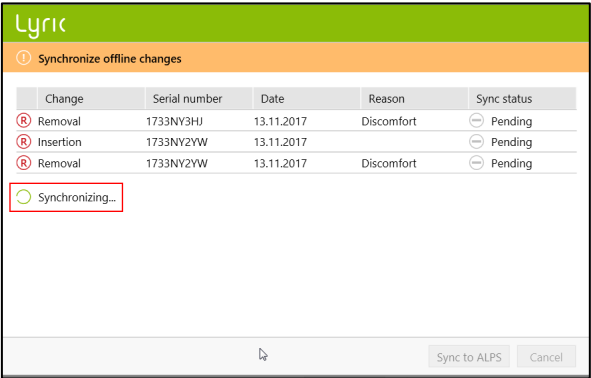 Lyric
! Synchronize offline changes
Change Serial number Date Reason Sync status
R Removal 1733NY3HJ 13.11.2017 Discomfort Pending
R Insertion 1733NY2YW 13.11.2017 Pending
R Removal 1733NY2YW 13.11.2017 Discomfort Pending
Synchronizing...
Sync to ALPS Cancel